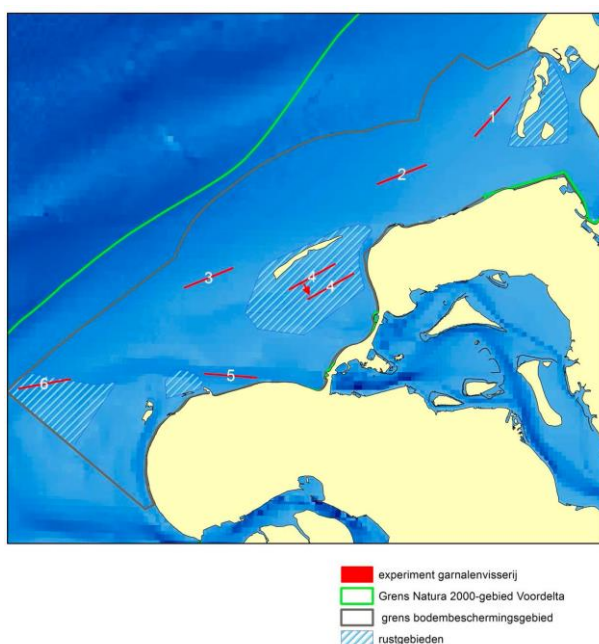 1
2
3
4
4
5
6
experiment garnalenvisserij
Grens Natura 2000-gebied Voordelta
grens bodembeschermingsgebied
rustgebieden